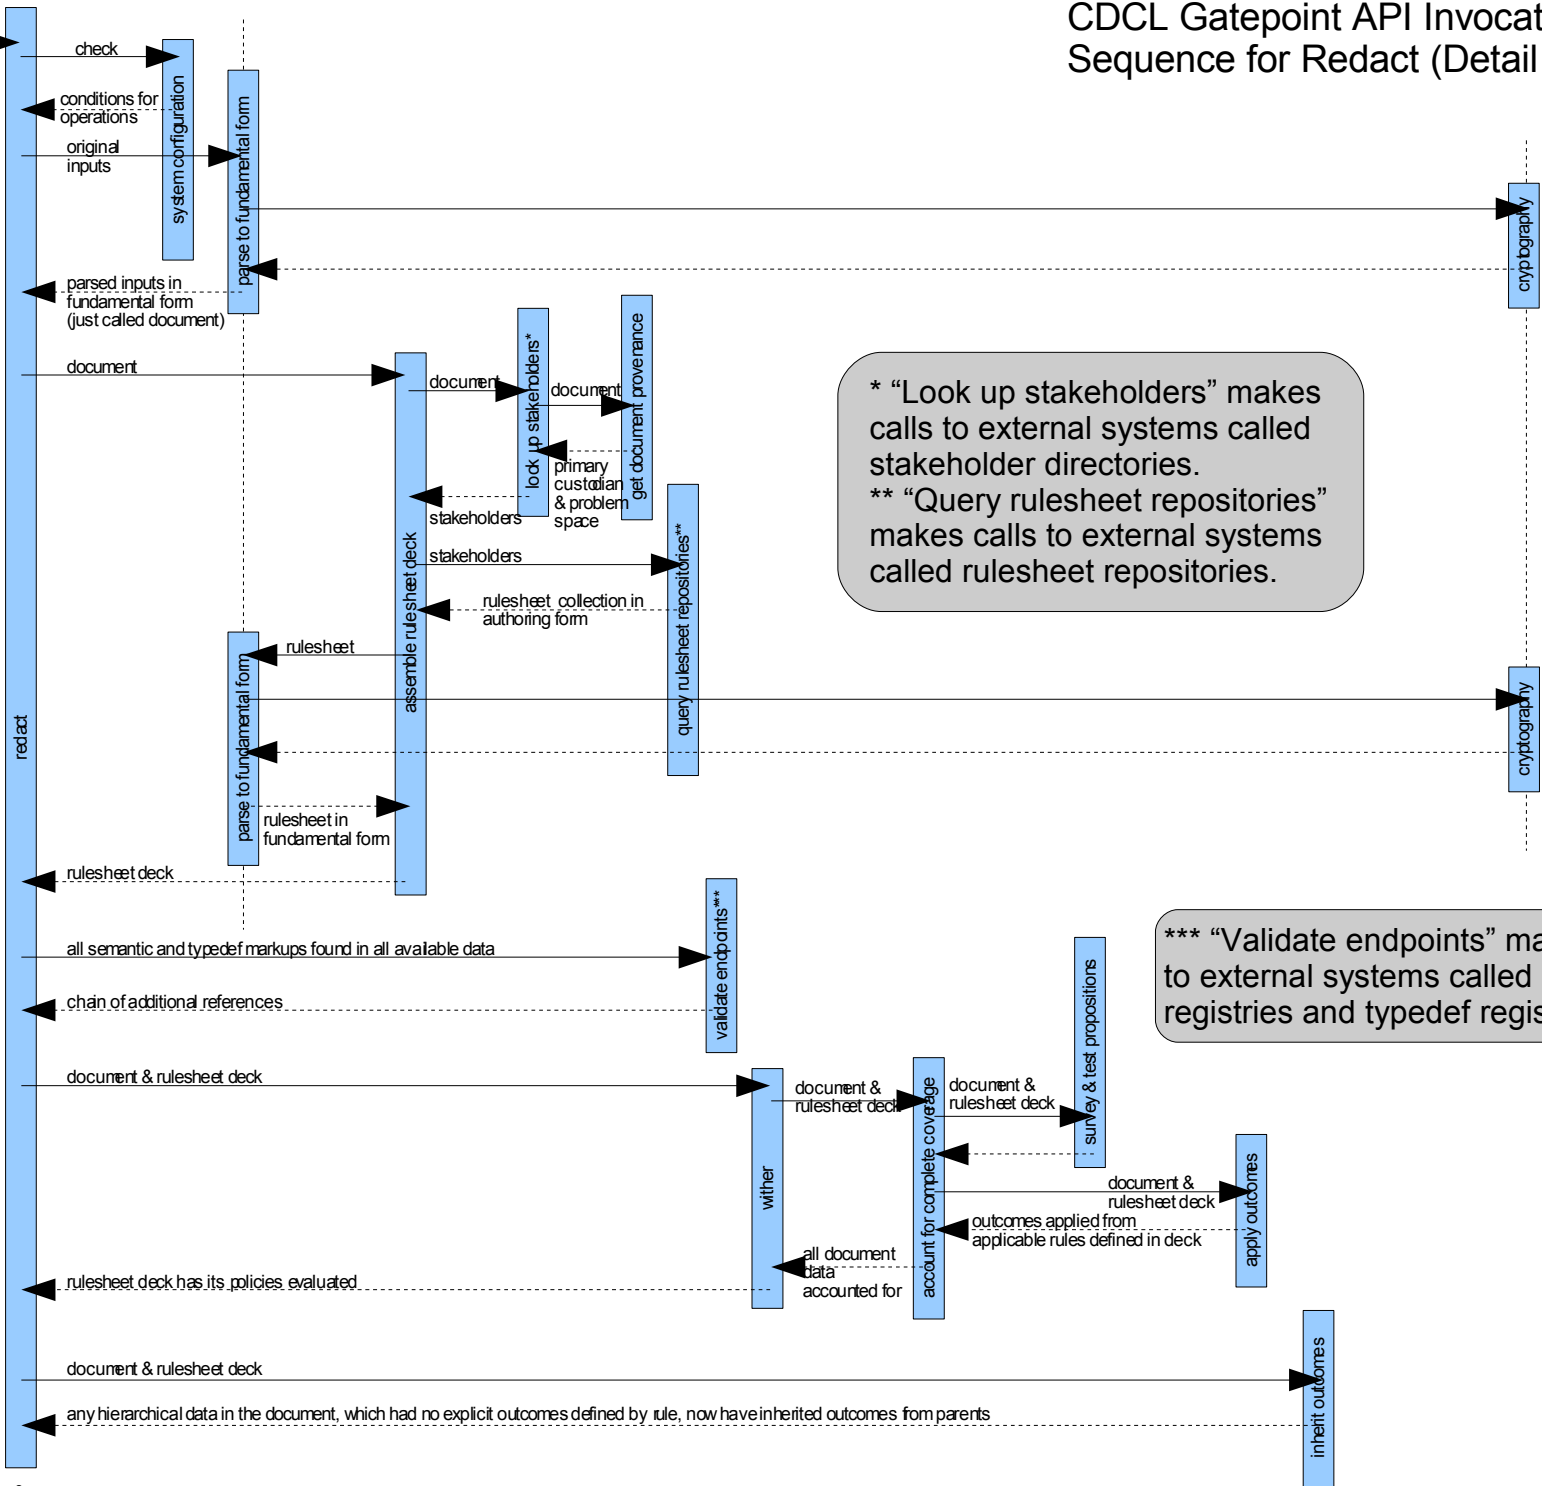 CDCL Gatepoint API Invocat
Sequence for Redact (Detail
check
system configuration
conditions for
operations
original
inputs
parse to fundamental form
cryptography
parsed inputs in
fundamental form
(just called document)
document
document
look up stakeholders*
document
get document provenance
primary
custodian
& problem
space
stakeholders
* “Look up stakeholders” makes
calls to external systems called
stakeholder directories.
** “Query rulesheet repositories”
makes calls to external systems
called rulesheet repositories.
assemble rulesheet deck
stakeholders
query rulesheet repositories**
rulesheet collection in
authoring form
rulesheet
parse to fundamental form
cryptography
redact
rulesheet in
fundamental form
rulesheet deck
validate endpoints***
all semantic and typedef markups found in all available data
chain of additional references
*** “Validate endpoints” ma
to external systems called
registries and typedef regis
survey & test propositions
document & rulesheet deck
document &
rulesheet deck
account for complete coverage
document &
rulesheet deck
wither
document &
rulesheet deck
apply outcomes
outcomes applied from
applicable rules defined in deck
all document
data
accounted for
rulesheet deck has its policies evaluated
document & rulesheet deck
inherit outcomes
any hierarchical data in the document, which had no explicit outcomes defined by rule, now have inherited outcomes from parents